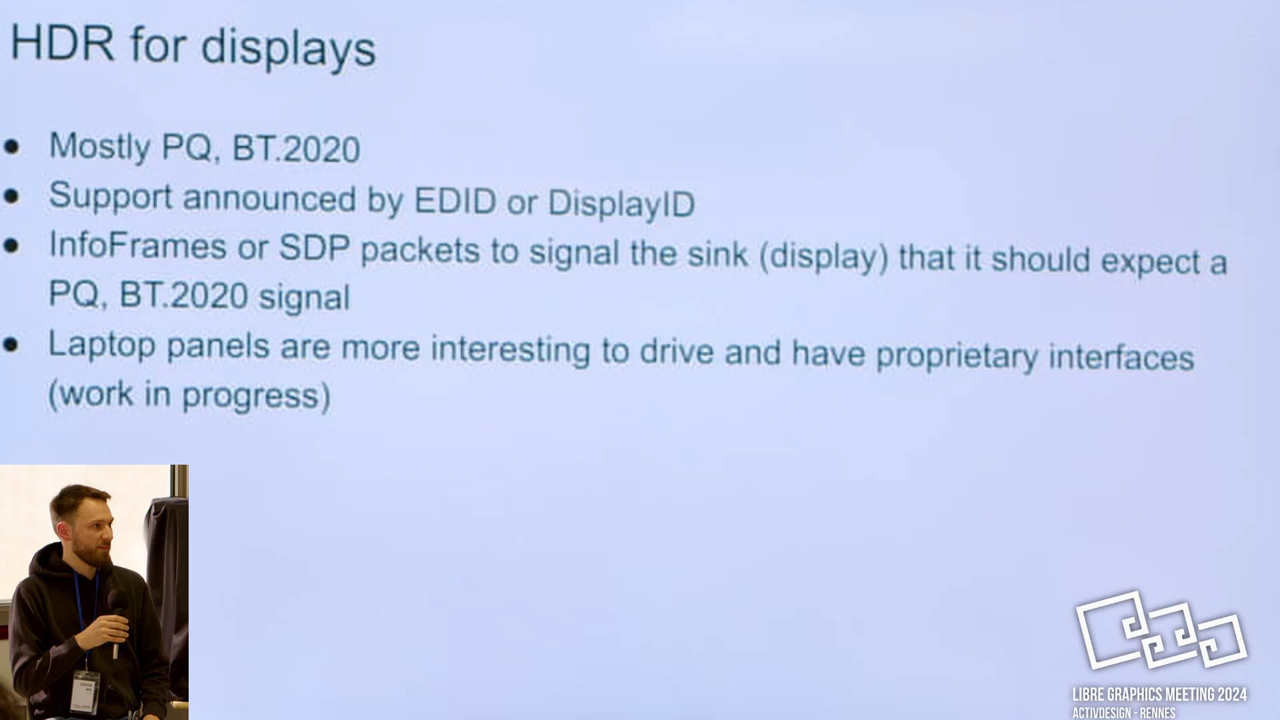 HDR for displays
● Mostly PQ, BT.2020
● Support announced by EDID or DisplayID
● InfoFrames or SDP packets to signal the sink (display) that it should expect a
PQ, BT.2020 signal
● Laptop panels are more interesting to drive and have proprietary interfaces
(work in progress)
LIBRE GRAPHICS MEETING 2024
ACTIVDESIGN - RENNES